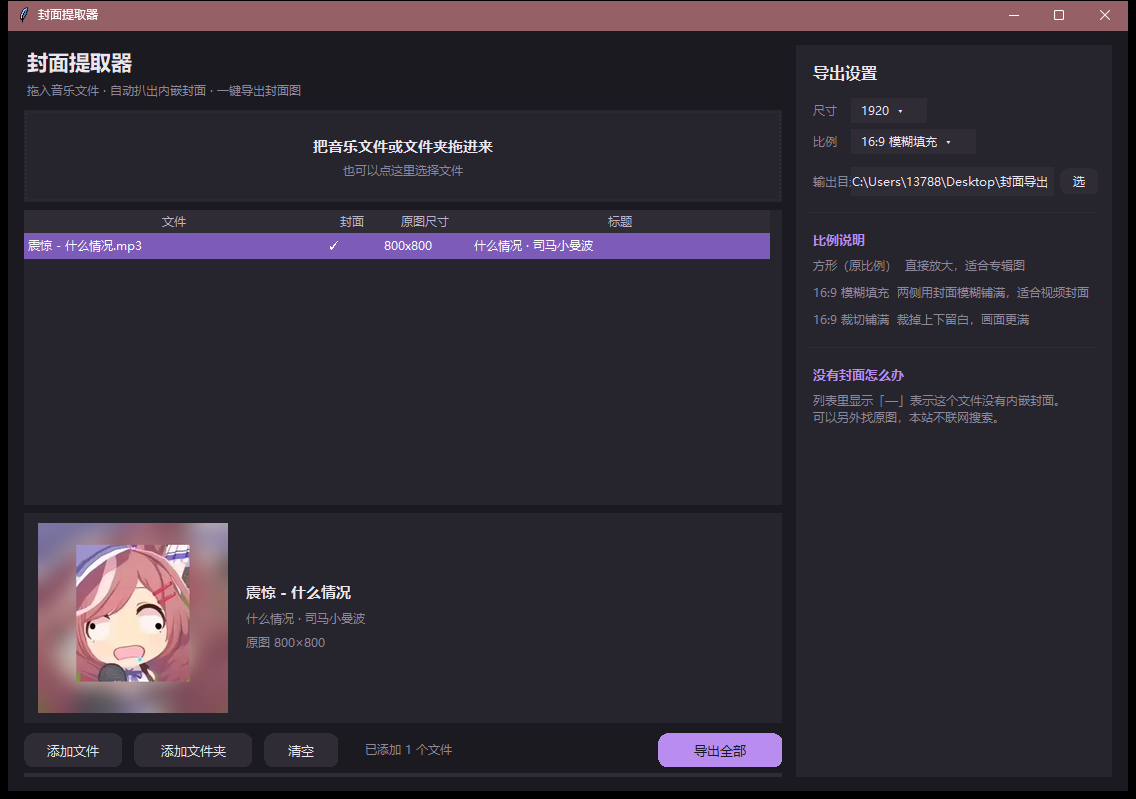 封面提取器
封面提取器
拖入音乐文件 · 自动扒出内嵌封面 · 一键导出封面图
把音乐文件或文件夹拖进来
也可以点这里选择文件
文件 封面 原图尺寸 标题
震惊 - 什么情况.mp3 ✓ 800x800 什么情况 · 司马小曼波
震惊 - 什么情况
什么情况 · 司马小曼波
原图 800×800
添加文件 添加文件夹 清空 已添加 1 个文件 导出全部
导出设置
尺寸 1920
比例 16:9 模糊填充
输出目 C:\Users\13788\Desktop\封面导出 选
比例说明
方形（原比例） 直接放大，适合专辑图
16:9 模糊填充 两侧用封面模糊铺满，适合视频封面
16:9 裁切铺满 裁掉上下留白，画面更满
没有封面怎么办
列表里显示「—」表示这个文件没有内嵌封面。
可以另外找原图，本站不联网搜索。